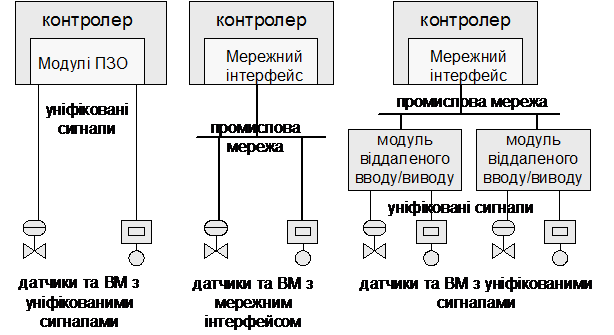 контролер
Модулі ПЗО
уніфіковані
сигнали
датчики та ВМ з
уніфікованими
сигналами
контролер
Мережний
інтерфейс
промислова
мережа
датчики та ВМ з
мережним
інтерфейсом
контролер
Мережний
інтерфейс
промислова мережа
модуль
віддаленого
вводу/виводу
модуль
віддаленого
вводу/виводу
уніфіковані сигнали
датчики та ВМ з уніфікованими
сигналами